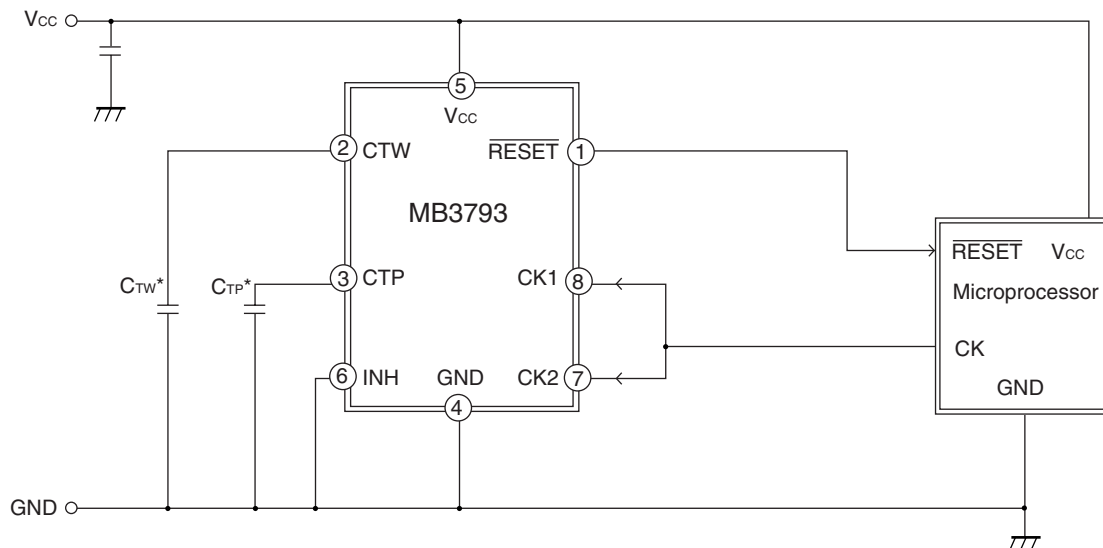 VCC
5
VCC
2 CTW
RESET 1
MB3793
RESET VCC
3 CTP
CK1 8
CTW*
CTP*
Microprocessor
CK
6 INH
GND
CK2 7
GND
4
GND